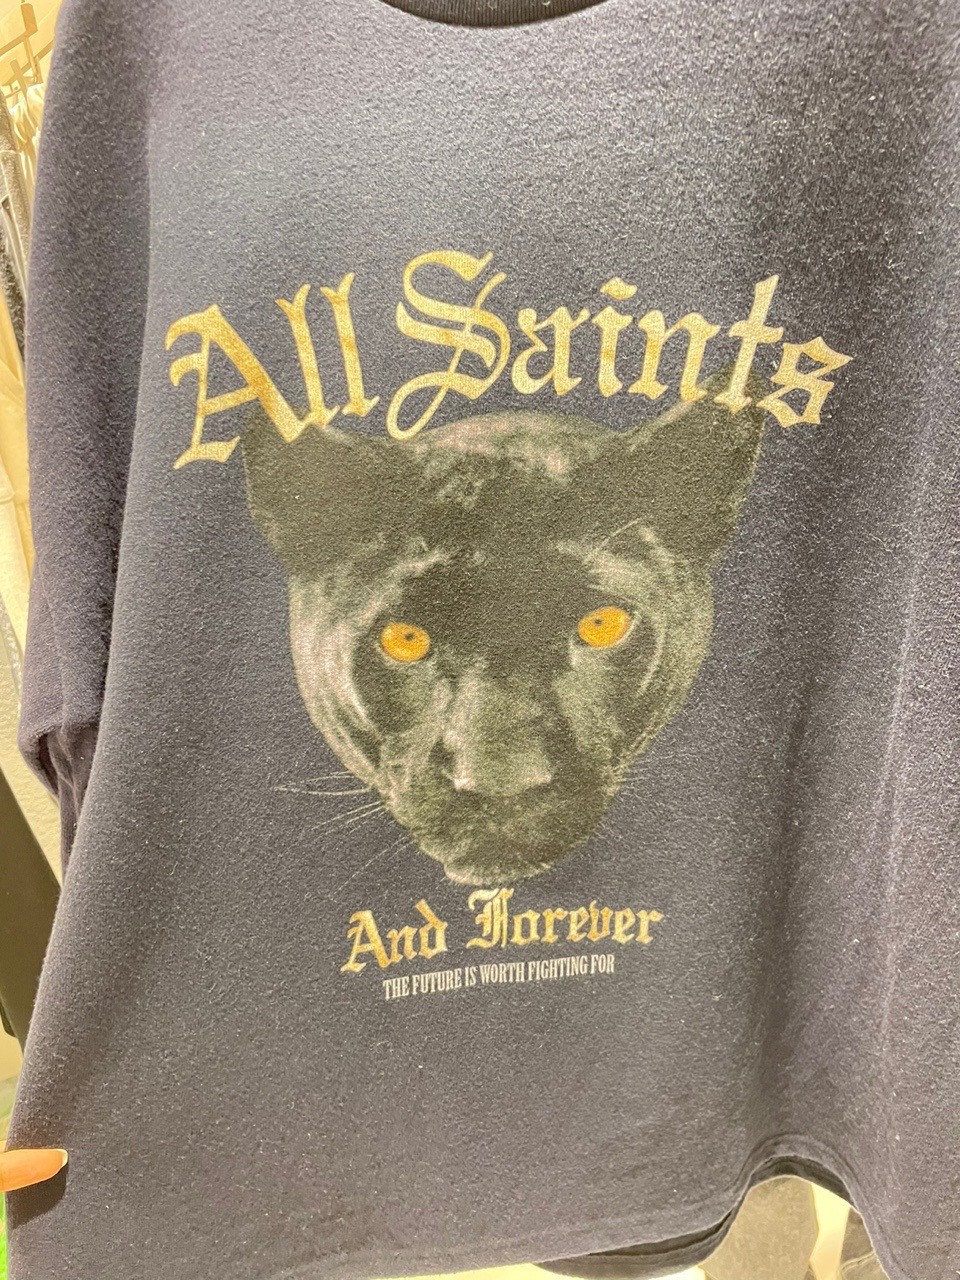 All Saints
And Forever
THE FUTURE IS WORTH FIGHTING FOR